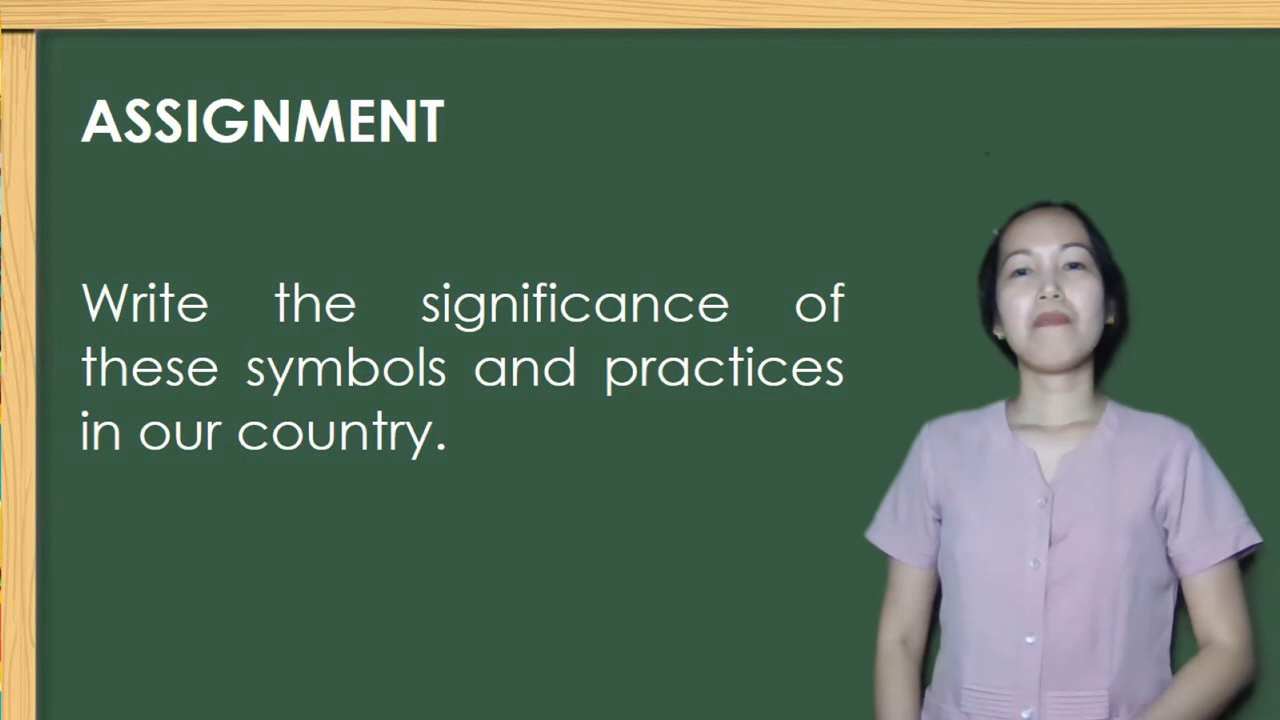 ASSIGNMENT
Write the significance of
these symbols and practices
in our country.